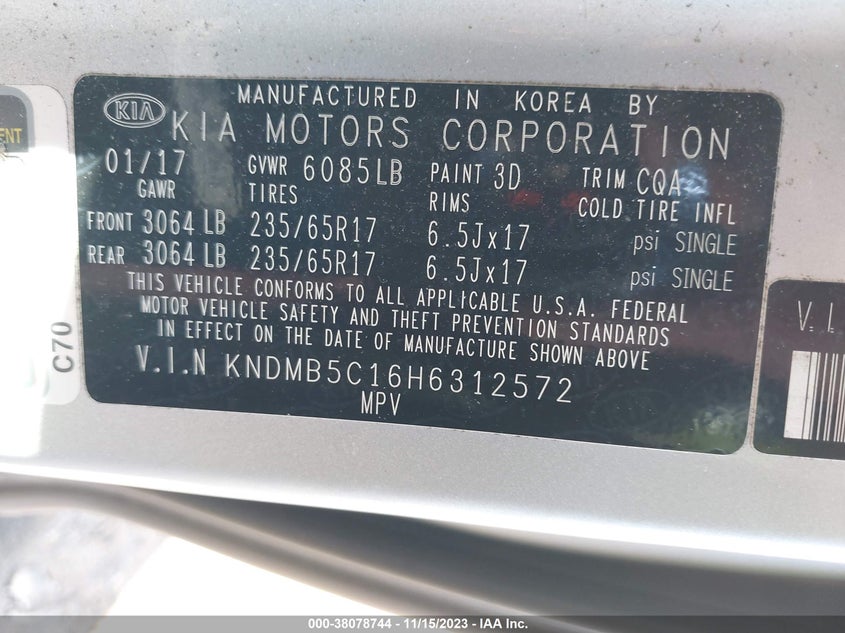 MANUFACTURED IN KOREA BY
KIA KIA MOTORS CORPORATION
01/17 GVWR 6085LB PAINT 3D TRIM CQA
GAWR TIRES RIMS COLD TIRE INFL
FRONT 3064 LB 235/65R17 6.5Jx17 psi SINGLE
REAR 3064 LB 235/65R17 6.5Jx17 psi SINGLE
THIS VEHICLE CONFORMS TO ALL APPLICABLE U.S.A. FEDERAL
MOTOR VEHICLE SAFETY AND THEFT PREVENTION STANDARDS
IN EFFECT ON THE DATE OF MANUFACTURE SHOWN ABOVE
V.I.N KNDMB5C16H6312572
MPV
C70
V.I.
000-38078744 - 11/15/2023 - IAA Inc.